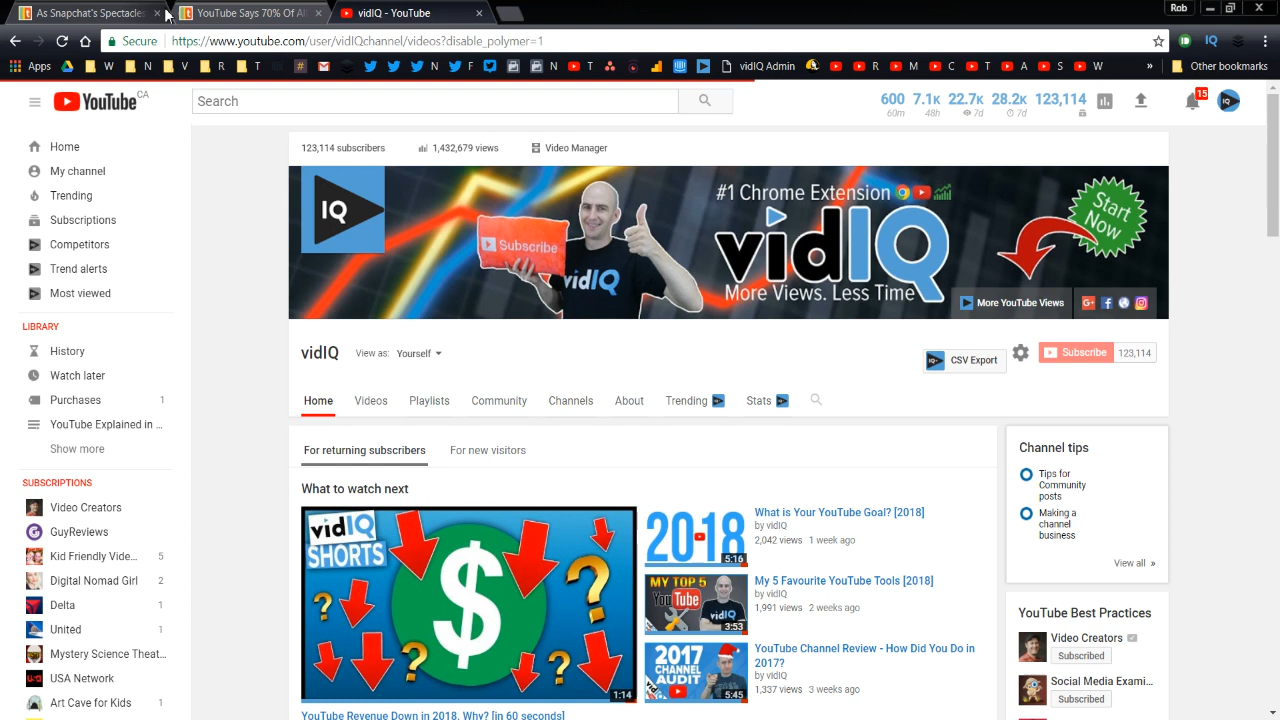 As Snapchat's Spectacles
YouTube Says 70% Of Al
vidIQ - YouTube
Rob
Secure
https://www.youtube.com/user/vidIQchannel/videos?disable_polymer=1
IQ
Apps W N V R T # N F T vidIQ Admin R M C T A S W » Other bookmarks
YouTube CA
Search
600 7.1K 22.7K 28.2K 123,114
60m 48h 7d 7d
15
IQ
Home
My channel
Trending
Subscriptions
Competitors
Trend alerts
Most viewed
LIBRARY
History
Watch later
Purchases 1
YouTube Explained in ...
Show more
SUBSCRIPTIONS
Video Creators
GuyReviews
Kid Friendly Vide... 5
Digital Nomad Girl 2
Delta 1
United 1
Mystery Science Theat...
USA Network 1
Art Cave for Kids 1
123,114 subscribers
1,432,679 views
Video Manager
IQ
Subscribe
vidIQ
#1 Chrome Extension
vidIQ
More Views. Less Time
Start
Now
More YouTube Views
G+
vidIQ
View as: Yourself
CSV Export
Subscribe 123,114
Home Videos Playlists Community Channels About Trending Stats
For returning subscribers For new visitors
What to watch next
vidIQ
SHORTS
$
? ? ? ?
1:14
YouTube Revenue Down in 2018. Why? [in 60 seconds]
2018
5:16
What is Your YouTube Goal? [2018]
by vidIQ
2,042 views 1 week ago
MY TOP 5
YouTube
vidIQ
3:53
My 5 Favourite YouTube Tools [2018]
by vidIQ
1,991 views 2 weeks ago
2017
CHANNEL
AUDIT
vidIQ
5:45
YouTube Channel Review - How Did You Do in
2017?
by vidIQ
1,337 views 3 weeks ago
Channel tips
Tips for
Community
posts
Making a
channel
business
View all »
YouTube Best Practices
Video Creators
Subscribed
Social Media Exami...
Subscribed